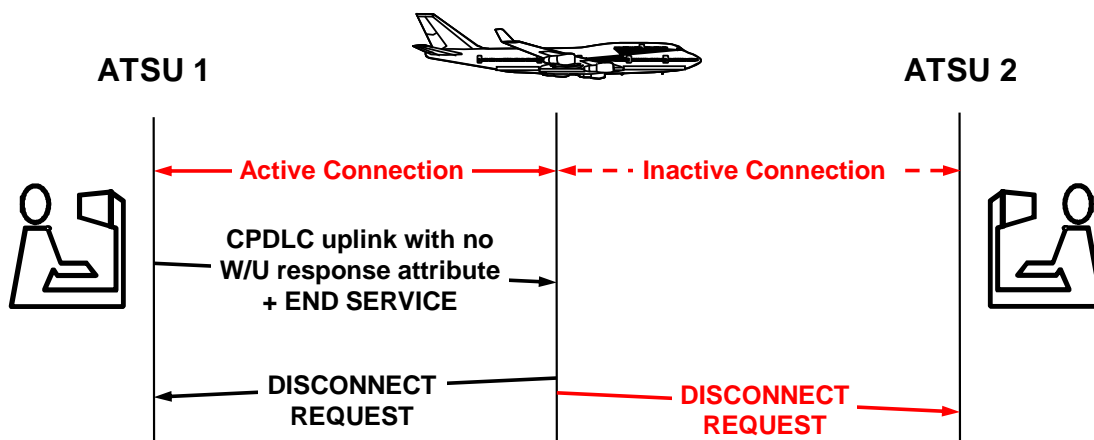 ATSU 1
ATSU 2
Active Connection
Inactive Connection
CPDLC uplink with no
W/U response attribute
+ END SERVICE
DISCONNECT
REQUEST
DISCONNECT
REQUEST